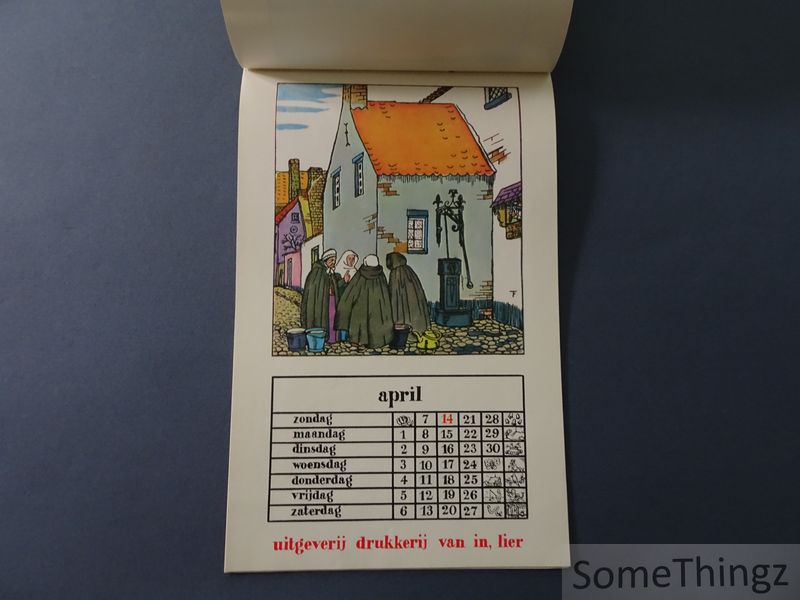 april
zondag 7 14 21 28
maandag 1 8 15 22 29
dinsdag 2 9 16 23 30
woensdag 3 10 17 24
donderdag 4 11 18 25
vrijdag 5 12 19 26
zaterdag 6 13 20 27
uitgeverij drukkerij van in, lier
SomeThingz